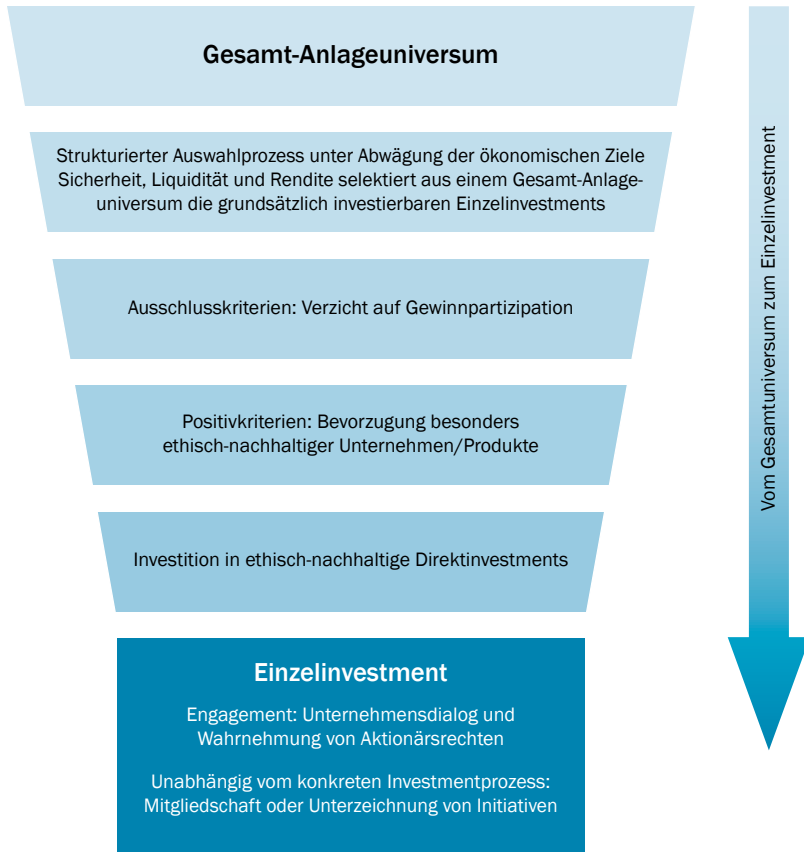 Gesamt-Anlageuniversum
Strukturierter Auswahlprozess unter Abwägung der ökonomischen Ziele
Sicherheit, Liquidität und Rendite selektiert aus einem Gesamt-Anlage-
universum die grundsätzlich investierbaren Einzelinvestments
Ausschlusskriterien: Verzicht auf Gewinnpartizipation
Positivkriterien: Bevorzugung besonders
ethisch-nachhaltiger Unternehmen/Produkte
Investition in ethisch-nachhaltige Direktinvestments
Einzelinvestment
Engagement: Unternehmensdialog und
Wahrnehmung von Aktionärsrechten
Unabhängig vom konkreten Investmentprozess:
Mitgliedschaft oder Unterzeichnung von Initiativen
Vom Gesamtuniversum zum Einzelinvestment